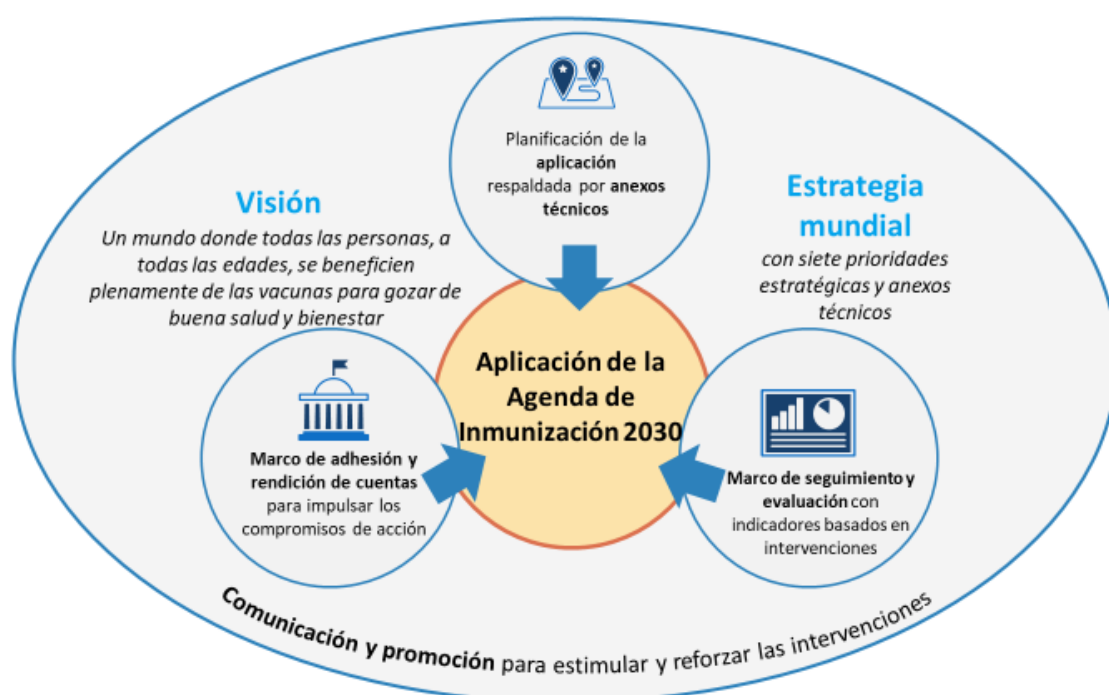 Planificación de la
aplicación
respaldada por anexos
técnicos
Visión
Un mundo donde todas las personas, a
todas las edades, se beneficien
plenamente de las vacunas para gozar de
buena salud y bienestar
Estrategia
mundial
con siete prioridades
estratégicas y anexos
técnicos
Aplicación de la
Agenda de
Inmunización 2030
Marco de adhesión y
rendición de cuentas
para impulsar los
compromisos de acción
Marco de seguimiento y
evaluación con
indicadores basados en
intervenciones
Comunicación y promoción para estimular y reforzar las intervenciones